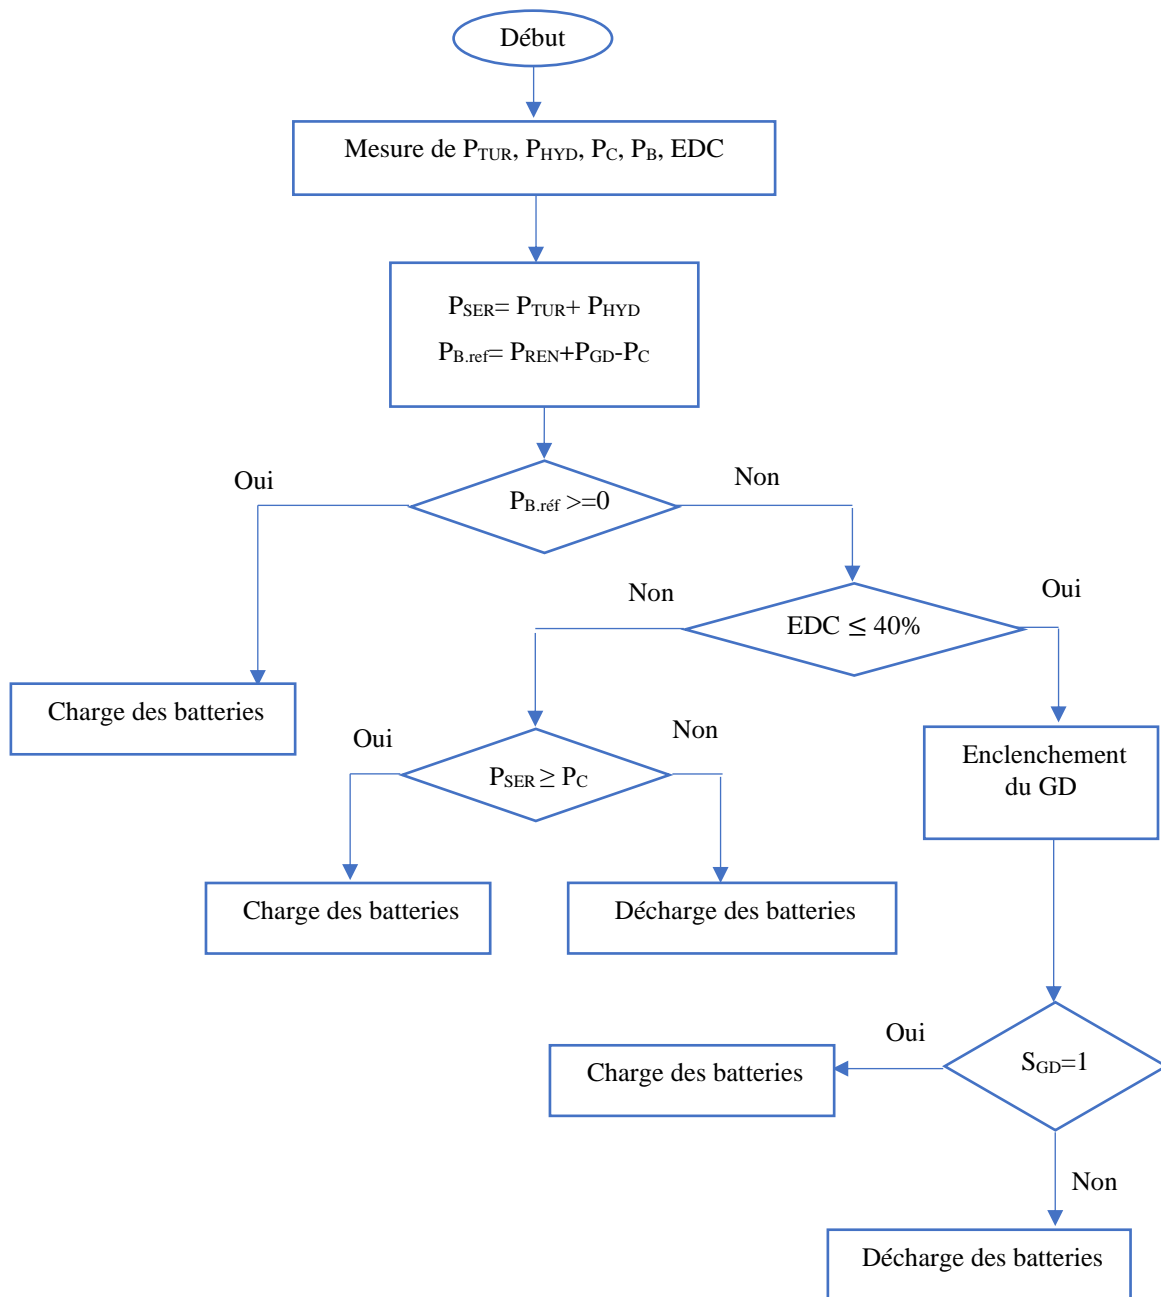 Début
Mesure de PTUR, PHYD, PC, PB, EDC
PSER= PTUR+ PHYD
PB.ref= PREN+PGD-PC
Oui
Non
PB.réf >=0
Non
Oui
EDC ≤ 40%
Charge des batteries
Oui
Non
PSER ≥ PC
Enclenchement
du GD
Charge des batteries
Décharge des batteries
Oui
SGD=1
Charge des batteries
Non
Décharge des batteries